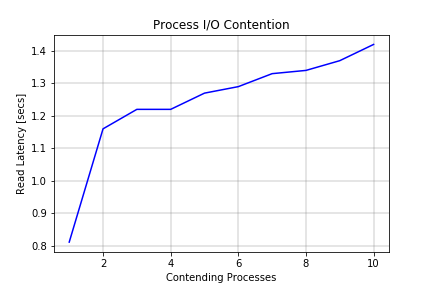 Process I/O Contention
Read Latency [secs]
1.4
1.3
1.2
1.1
1.0
0.9
0.8
2 4 6 8 10
Contending Processes